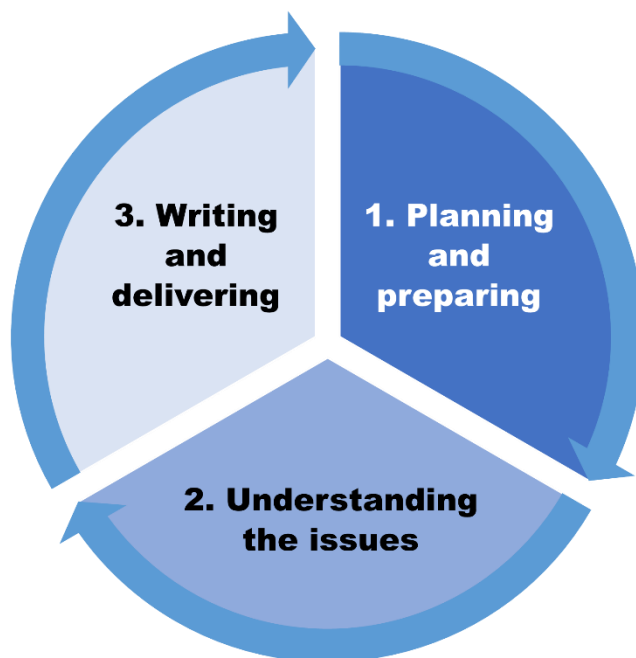 1. Planning
and
preparing
2. Understanding
the issues
3. Writing
and
delivering